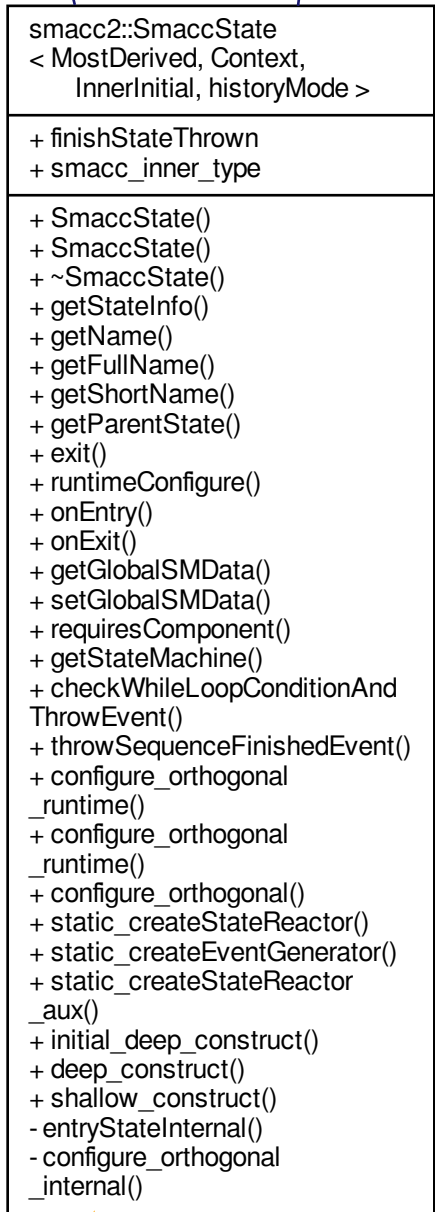 smacc2::SmaccState
< MostDerived, Context,
InnerInitial, historyMode >
+ finishStateThrown
+ smacc_inner_type
+ SmaccState()
+ SmaccState()
+ ~SmaccState()
+ getStateInfo()
+ getName()
+ getFullName()
+ getShortName()
+ getParentState()
+ exit()
+ runtimeConfigure()
+ onEntry()
+ onExit()
+ getGlobalSMData()
+ setGlobalSMData()
+ requiresComponent()
+ getStateMachine()
+ checkWhileLoopConditionAnd
ThrowEvent()
+ throwSequenceFinishedEvent()
+ configure_orthogonal
_runtime()
+ configure_orthogonal
_runtime()
+ configure_orthogonal()
+ static_createStateReactor()
+ static_createEventGenerator()
+ static_createStateReactor
_aux()
+ initial_deep_construct()
+ deep_construct()
+ shallow_construct()
- entryStateInternal()
- configure_orthogonal
_internal()